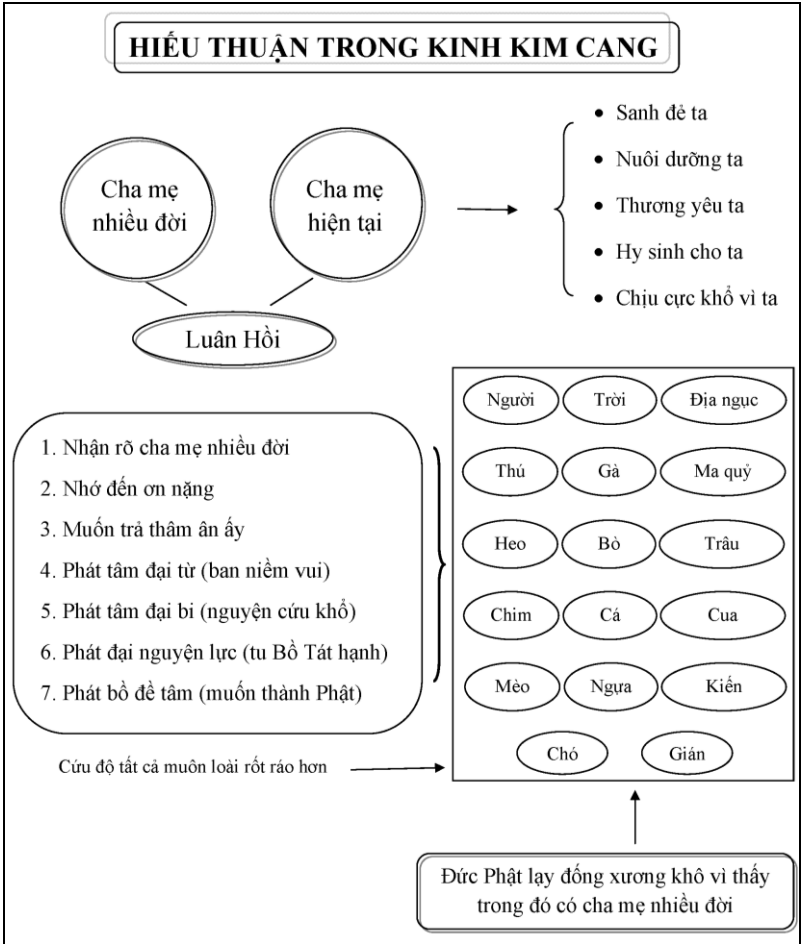 HIẾU THUẬN TRONG KINH KIM CANG
Cha mẹ
nhiều đời
Cha mẹ
hiện tại
Luân Hồi
• Sanh đẻ ta
• Nuôi dưỡng ta
• Thương yêu ta
• Hy sinh cho ta
• Chịu cực khổ vì ta
1. Nhận rõ cha mẹ nhiều đời
2. Nhớ đến ơn nặng
3. Muốn trả thâm ân ấy
4. Phát tâm đại từ (ban niềm vui)
5. Phát tâm đại bi (nguyện cứu khổ)
6. Phát đại nguyện lực (tu Bồ Tát hạnh)
7. Phát bồ đề tâm (muốn thành Phật)
Cứu độ tất cả muôn loài rốt ráo hơn
Người Trời Địa ngục
Thú Gà Ma quỷ
Heo Bò Trâu
Chim Cá Cua
Mèo Ngựa Kiến
Chó Gián
Đức Phật lạy đống xương khô vì thấy
trong đó có cha mẹ nhiều đời